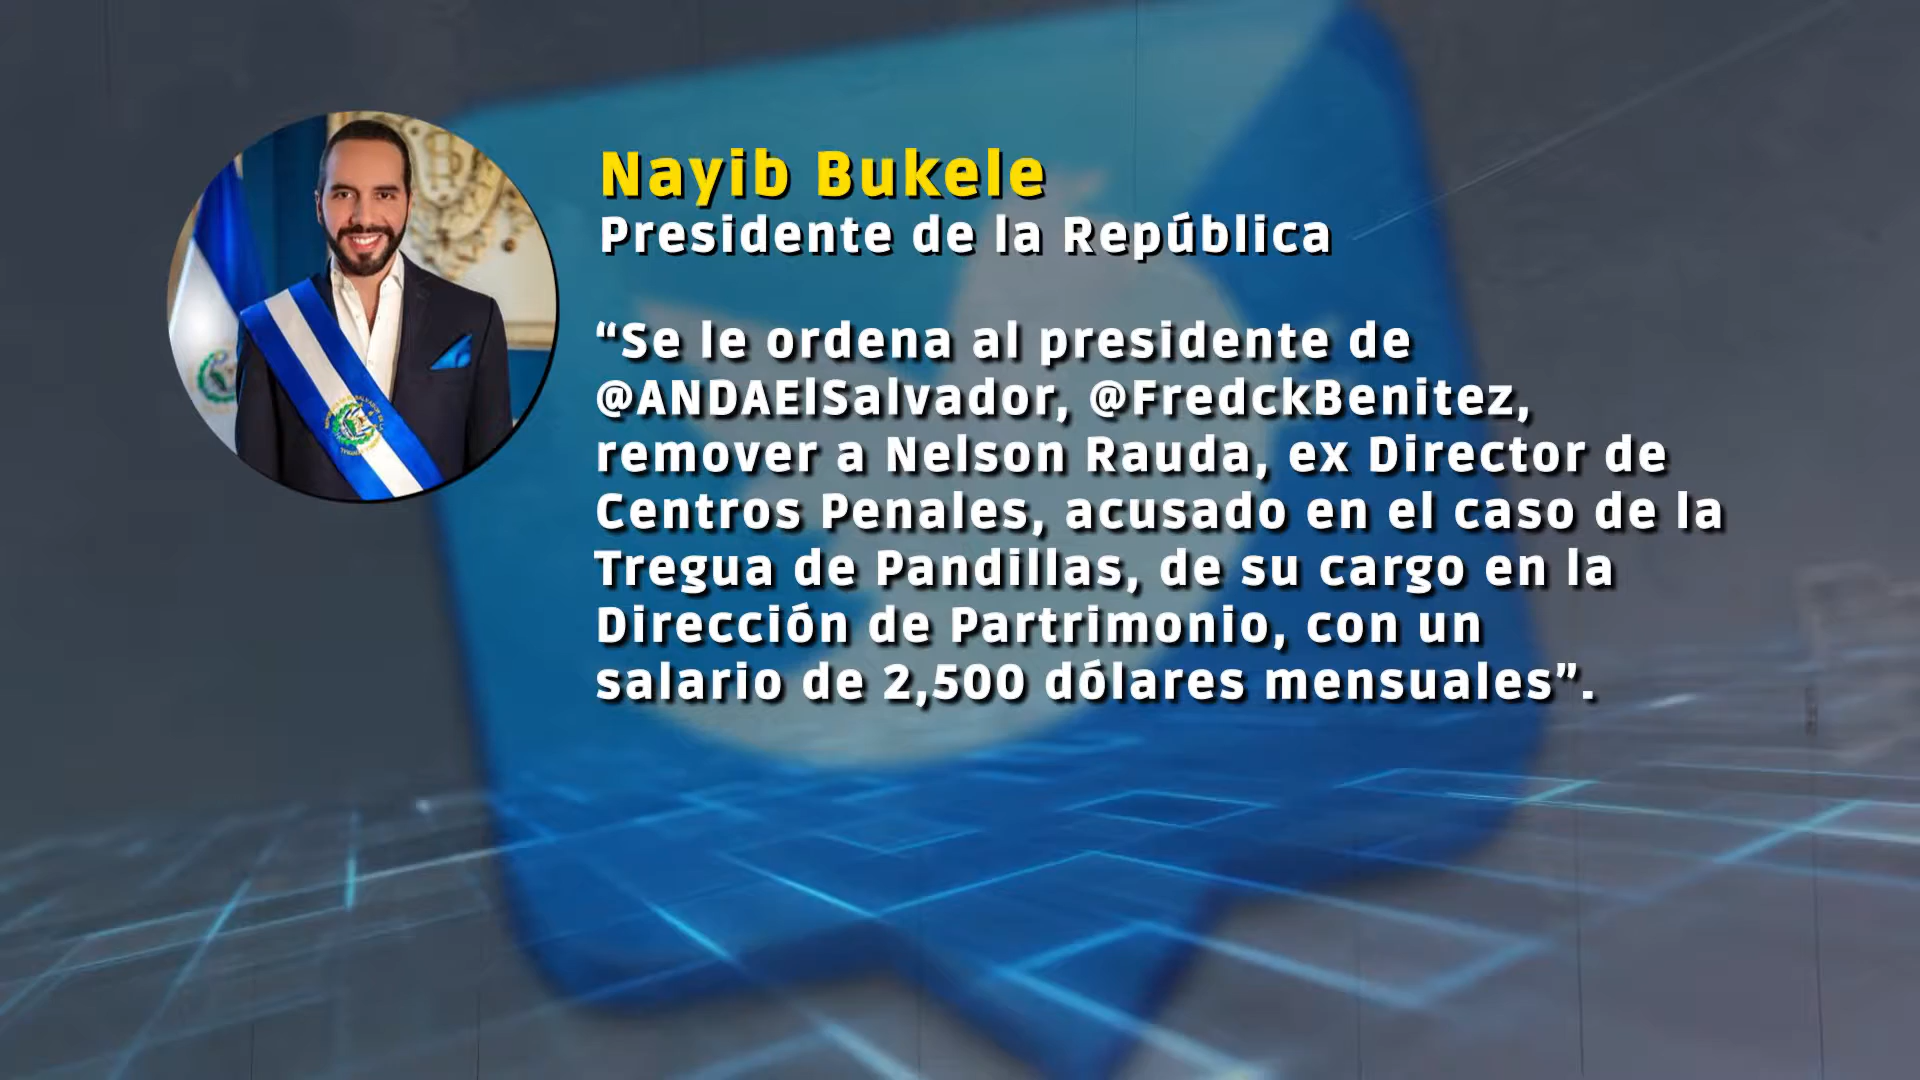 Nayib Bukele
Presidente de la República
“Se le ordena al presidente de
@ANDAElSalvador, @FredckBenitez,
remover a Nelson Rauda, ex Director de
Centros Penales, acusado en el caso de la
Tregua de Pandillas, de su cargo en la
Dirección de Partrimonio, con un
salario de 2,500 dólares mensuales”.